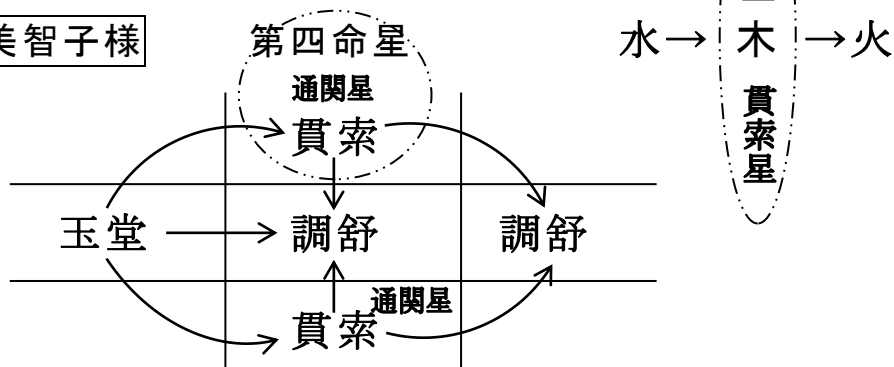 美智子様
第四命星
通関星
貫索
水→木→火
貫索星
玉堂 調舒 調舒
通関星
貫索